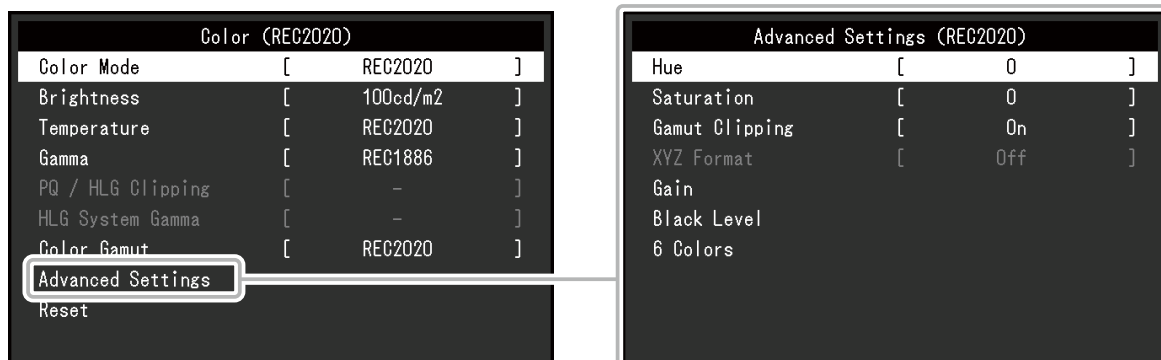 Color (REC2020)
Color Mode [ REC2020 ]
Brightness [ 100cd/m2 ]
Temperature [ REC2020 ]
Gamma [ REC1886 ]
PQ / HLG Clipping [ – ]
HLG System Gamma [ – ]
Color Gamut [ REC2020 ]
Advanced Settings
Reset
Advanced Settings (REC2020)
Hue [ 0 ]
Saturation [ 0 ]
Gamut Clipping [ On ]
XYZ Format [ Off ]
Gain
Black Level
6 Colors